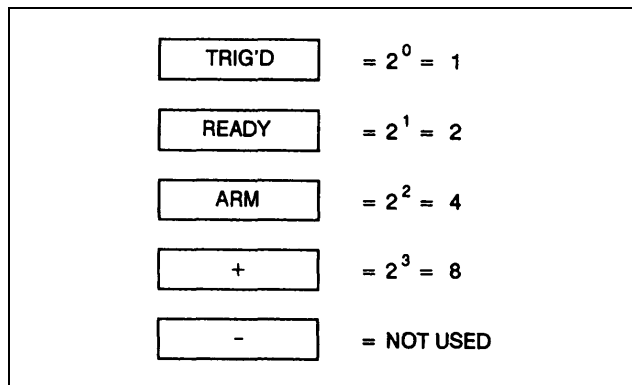 TRIG'D = 2⁰ = 1
READY = 2¹ = 2
ARM = 2² = 4
+ = 2³ = 8
- = NOT USED